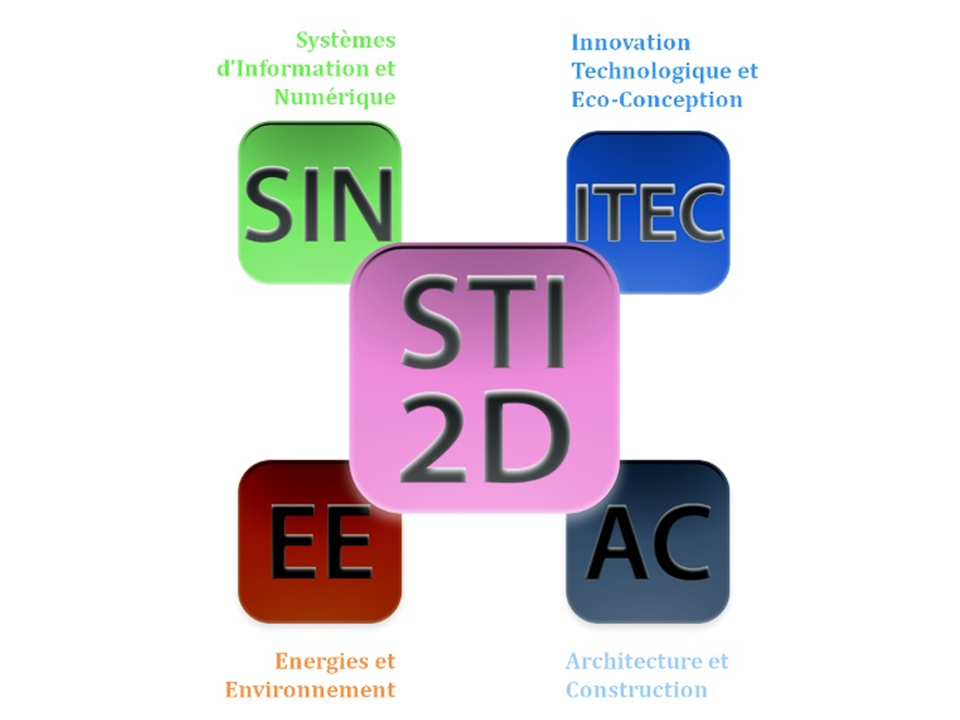 Systèmes
d'Information et
Numérique
Innovation
Technologique et
Eco-Conception
SIN
ITEC
STI
2D
EE
AC
Energies et
Environnement
Architecture et
Construction